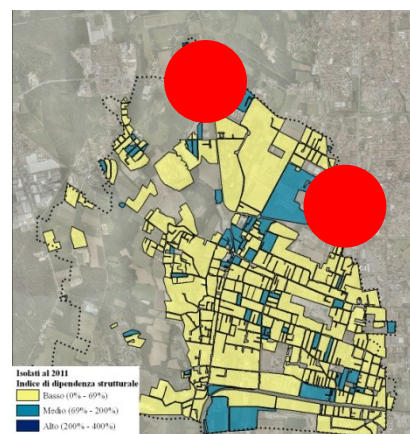 Isolati al 2011
Indice di dipendenza strutturale
Basso (0% - 69%)
Medio (69% - 200%)
Alto (200% - 400%)